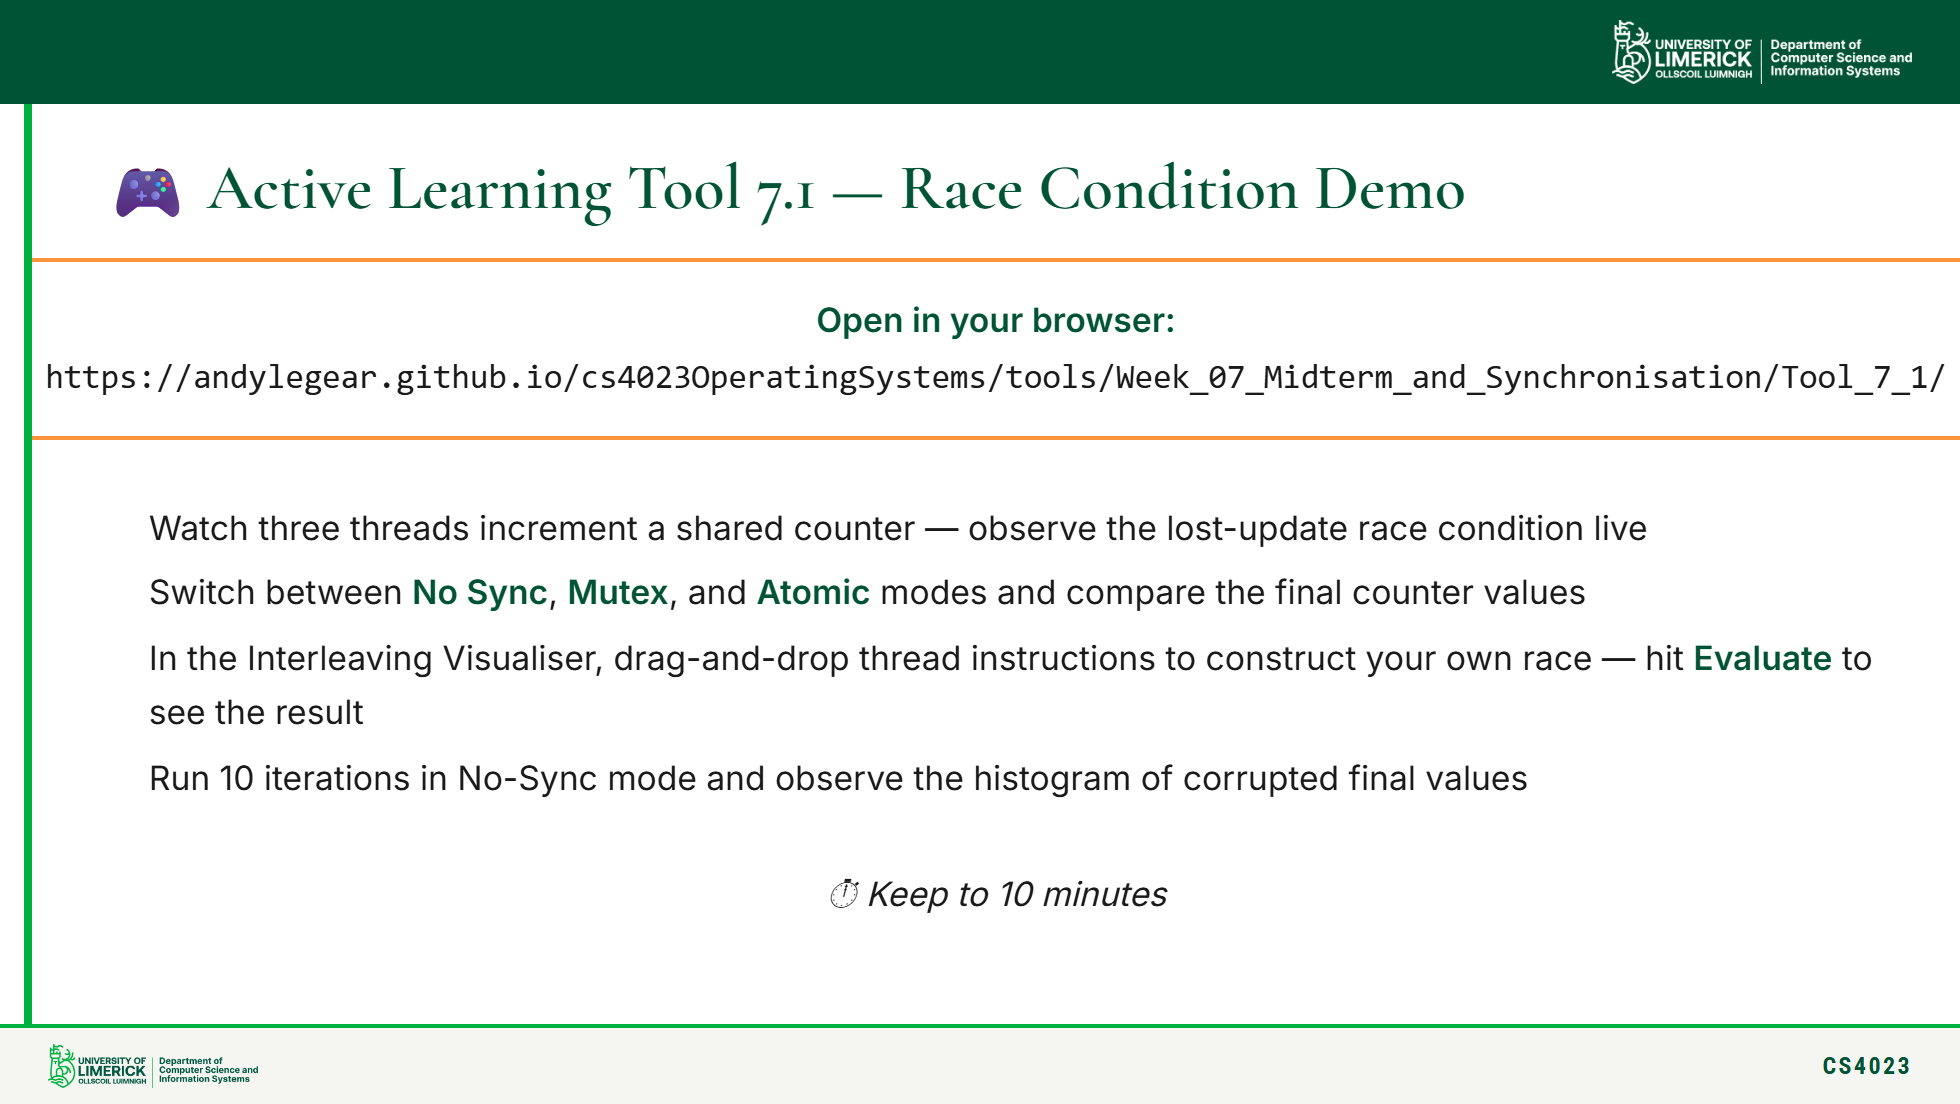 UNIVERSITY OF
LIMERICK
OLLSCOIL LUIMNIGH
Department of
Computer Science and
Information Systems
🎮 Active Learning Tool 7.1 — Race Condition Demo
Open in your browser:
https://andylegear.github.io/cs4023OperatingSystems/tools/Week_07_Midterm_and_Synchronisation/Tool_7_1/
Watch three threads increment a shared counter — observe the lost-update race condition live
Switch between No Sync, Mutex, and Atomic modes and compare the final counter values
In the Interleaving Visualiser, drag-and-drop thread instructions to construct your own race — hit Evaluate to
see the result
Run 10 iterations in No-Sync mode and observe the histogram of corrupted final values
⏱ Keep to 10 minutes
UNIVERSITY OF
LIMERICK
OLLSCOIL LUIMNIGH
Department of
Computer Science and
Information Systems
CS4023